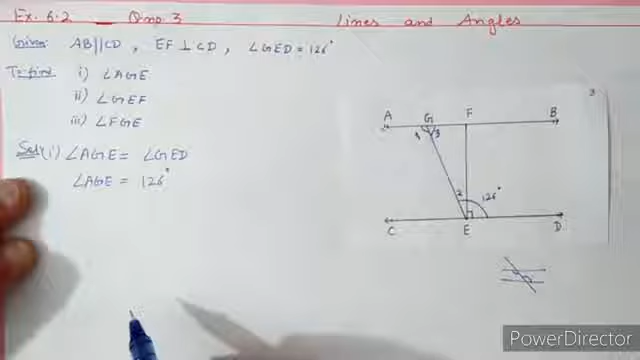 Ex. 6.2 _ Q no. 3 Lines and Angles
Given AB||CD, EF ⊥ CD, ∠GED = 126°
To find i) ∠AGE
ii) ∠GEF
iii) ∠FGE
Sol: (i) ∠AGE = ∠GED
∠AGE = 126°
3
A G F B
1 3
2 126°
C E D
PowerDirector